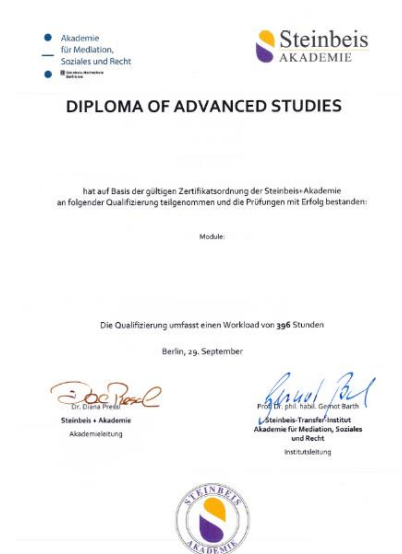 Akademie
für Mediation,
Soziales und Recht
Steinbeis
AKADEMIE
DIPLOMA OF ADVANCED STUDIES
hat auf Basis der gültigen Zertifikatsordnung der Steinbeis+Akademie
an folgender Qualifizierung teilgenommen und die Prüfungen mit Erfolg bestanden:
Module:
Die Qualifizierung umfasst einen Workload von 396 Stunden
Berlin, 29. September
Dr. Diana Pressl
Steinbeis + Akademie
Akademieleitung
Prof. Dr. phil. habil. Gernot Barth
Steinbeis-Transfer-Institut
Akademie für Mediation, Soziales
und Recht
Institutsleitung
STEINBEIS
AKADEMIE